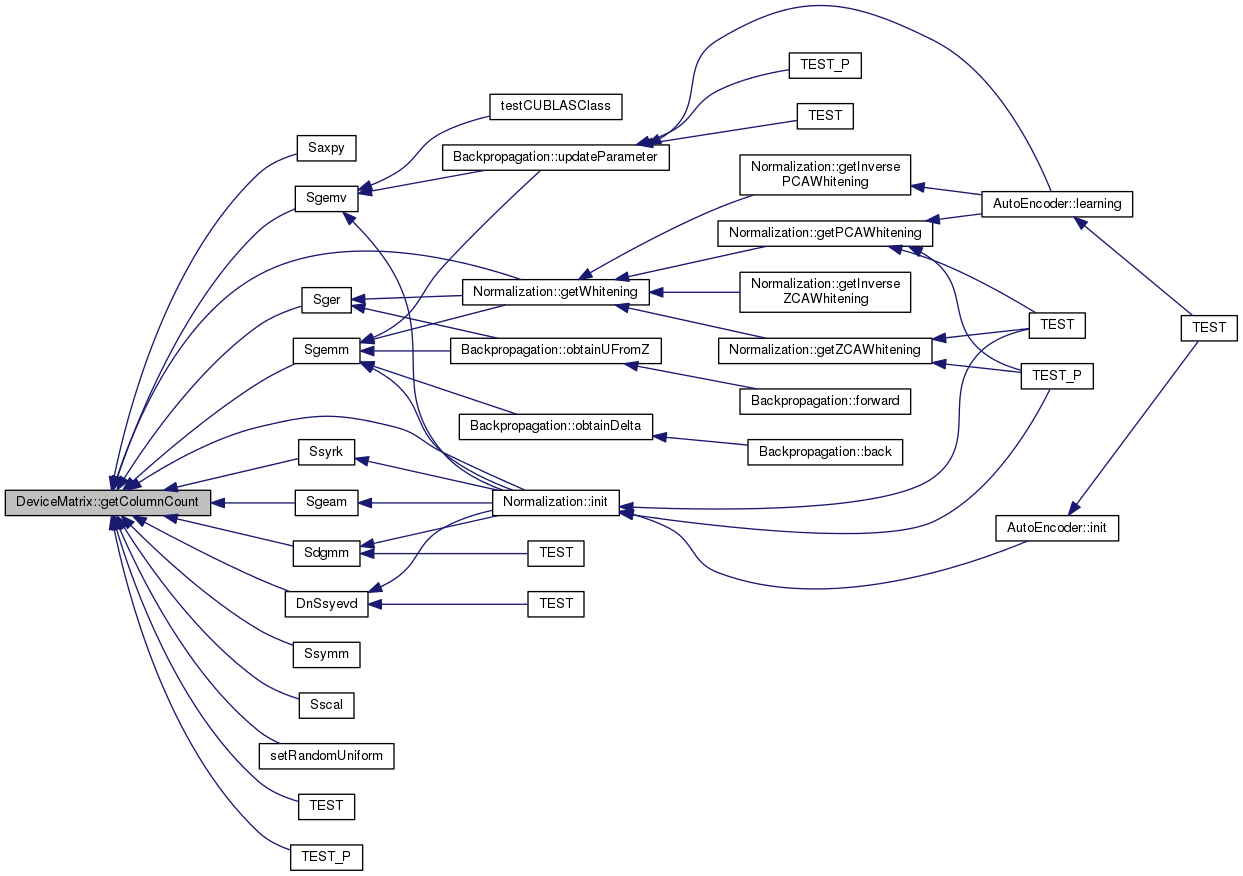 TEST_P
testCUBLASClass
TEST
Saxpy
Backpropagation::updateParameter
Normalization::getInverse
PCAWhitening
Sgemv
AutoEncoder::learning
Normalization::getPCAWhitening
Normalization::getWhitening
Normalization::getInverse
ZCAWhitening
Sger
TEST
TEST
Sgemm
Backpropagation::obtainUFromZ
Normalization::getZCAWhitening
TEST_P
Backpropagation::forward
Backpropagation::obtainDelta
Ssyrk
Backpropagation::back
DeviceMatrix::getColumnCount
Sgeam
Normalization::init
AutoEncoder::init
Sdgmm
TEST
DnSsyevd
TEST
Ssymm
Sscal
setRandomUniform
TEST
TEST_P